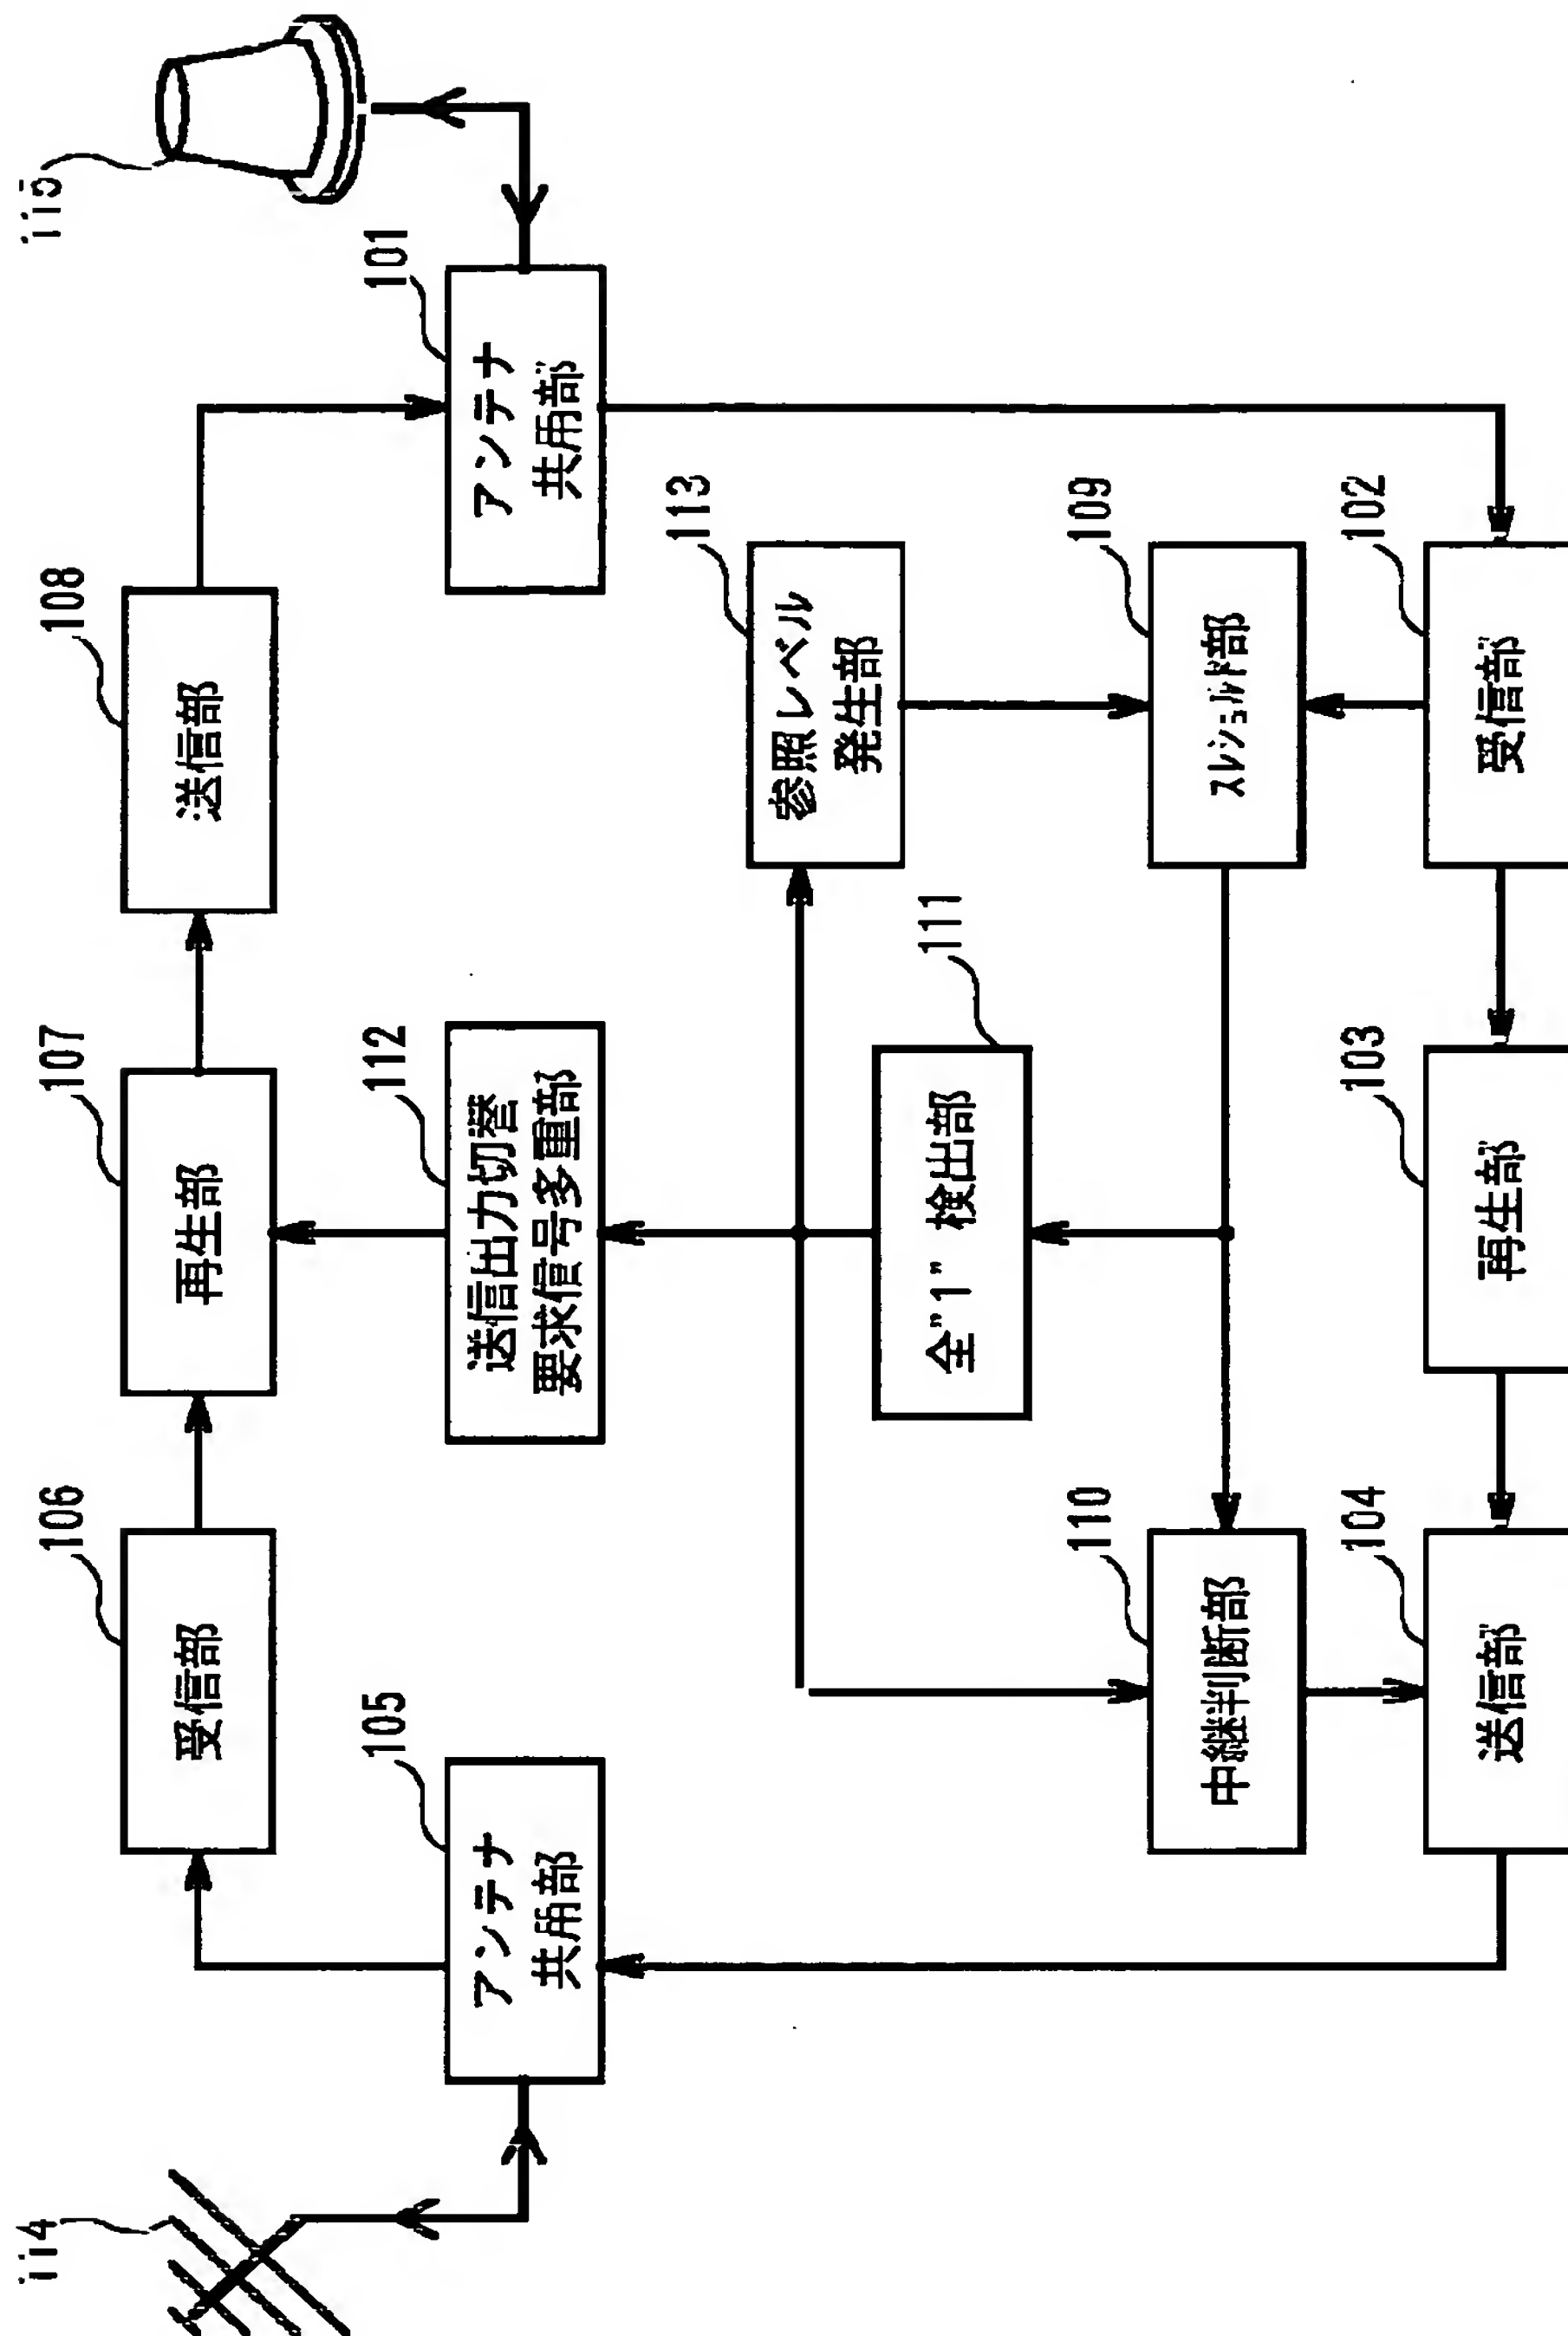 114
115
106
受信部
107
再生部
108
送信部
105
アンテナ
共用部
112
送信出力切替
要求信号多重部
101
アンテナ
共用部
113
参照レベル
発生部
111
全"1" 検出部
110
中継判断部
109
スレショルド部
104
送信部
103
再生部
102
受信部